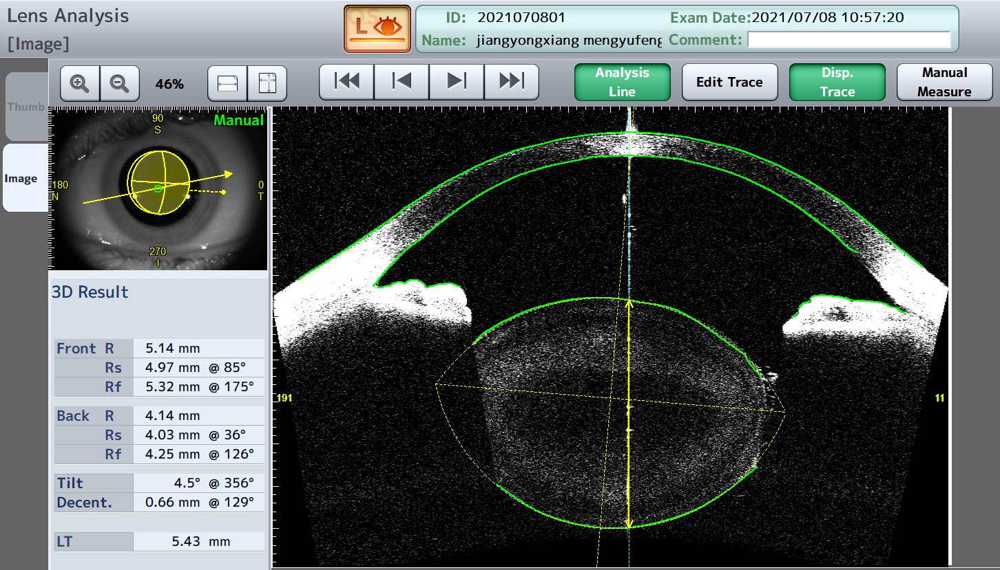 Lens Analysis
[Image]
L
ID: 2021070801
Exam Date:2021/07/08 10:57:20
Name: jiangyongxiang mengyufeng
Comment:
46%
Analysis
Line
Edit Trace
Disp.
Trace
Manual
Measure
Thumb
Image
90
S
Manual
180
N
0
T
270
I
191
11
3D Result
Front R 5.14 mm
Rs 4.97 mm @ 85°
Rf 5.32 mm @ 175°
Back R 4.14 mm
Rs 4.03 mm @ 36°
Rf 4.25 mm @ 126°
Tilt 4.5° @ 356°
Decent. 0.66 mm @ 129°
LT 5.43 mm